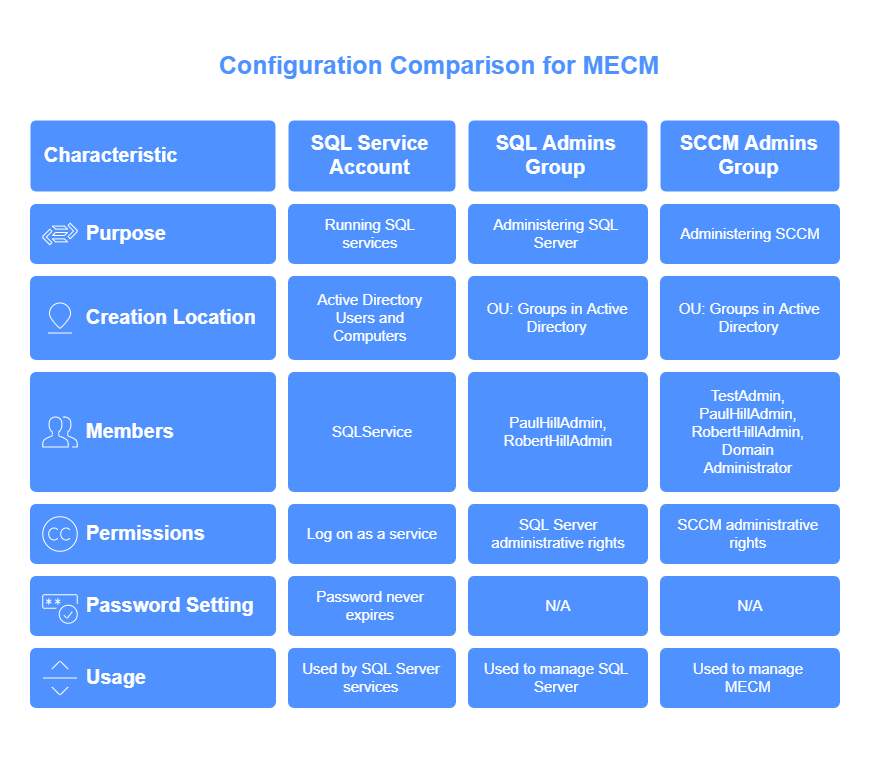 Configuration Comparison for MECM
Characteristic
SQL Service
Account
SQL Admins
Group
SCCM Admins
Group
Purpose
Running SQL
services
Administering SQL
Server
Administering SCCM
Creation Location
Active Directory
Users and
Computers
OU: Groups in Active
Directory
OU: Groups in Active
Directory
Members
SQLService
PaulHillAdmin,
RobertHillAdmin
TestAdmin,
PaulHillAdmin,
RobertHillAdmin,
Domain
Administrator
CC
Permissions
Log on as a service
SQL Server
administrative rights
SCCM administrative
rights
**
Password Setting
Password never
expires
N/A
N/A
Usage
Used by SQL Server
services
Used to manage SQL
Server
Used to manage
MECM